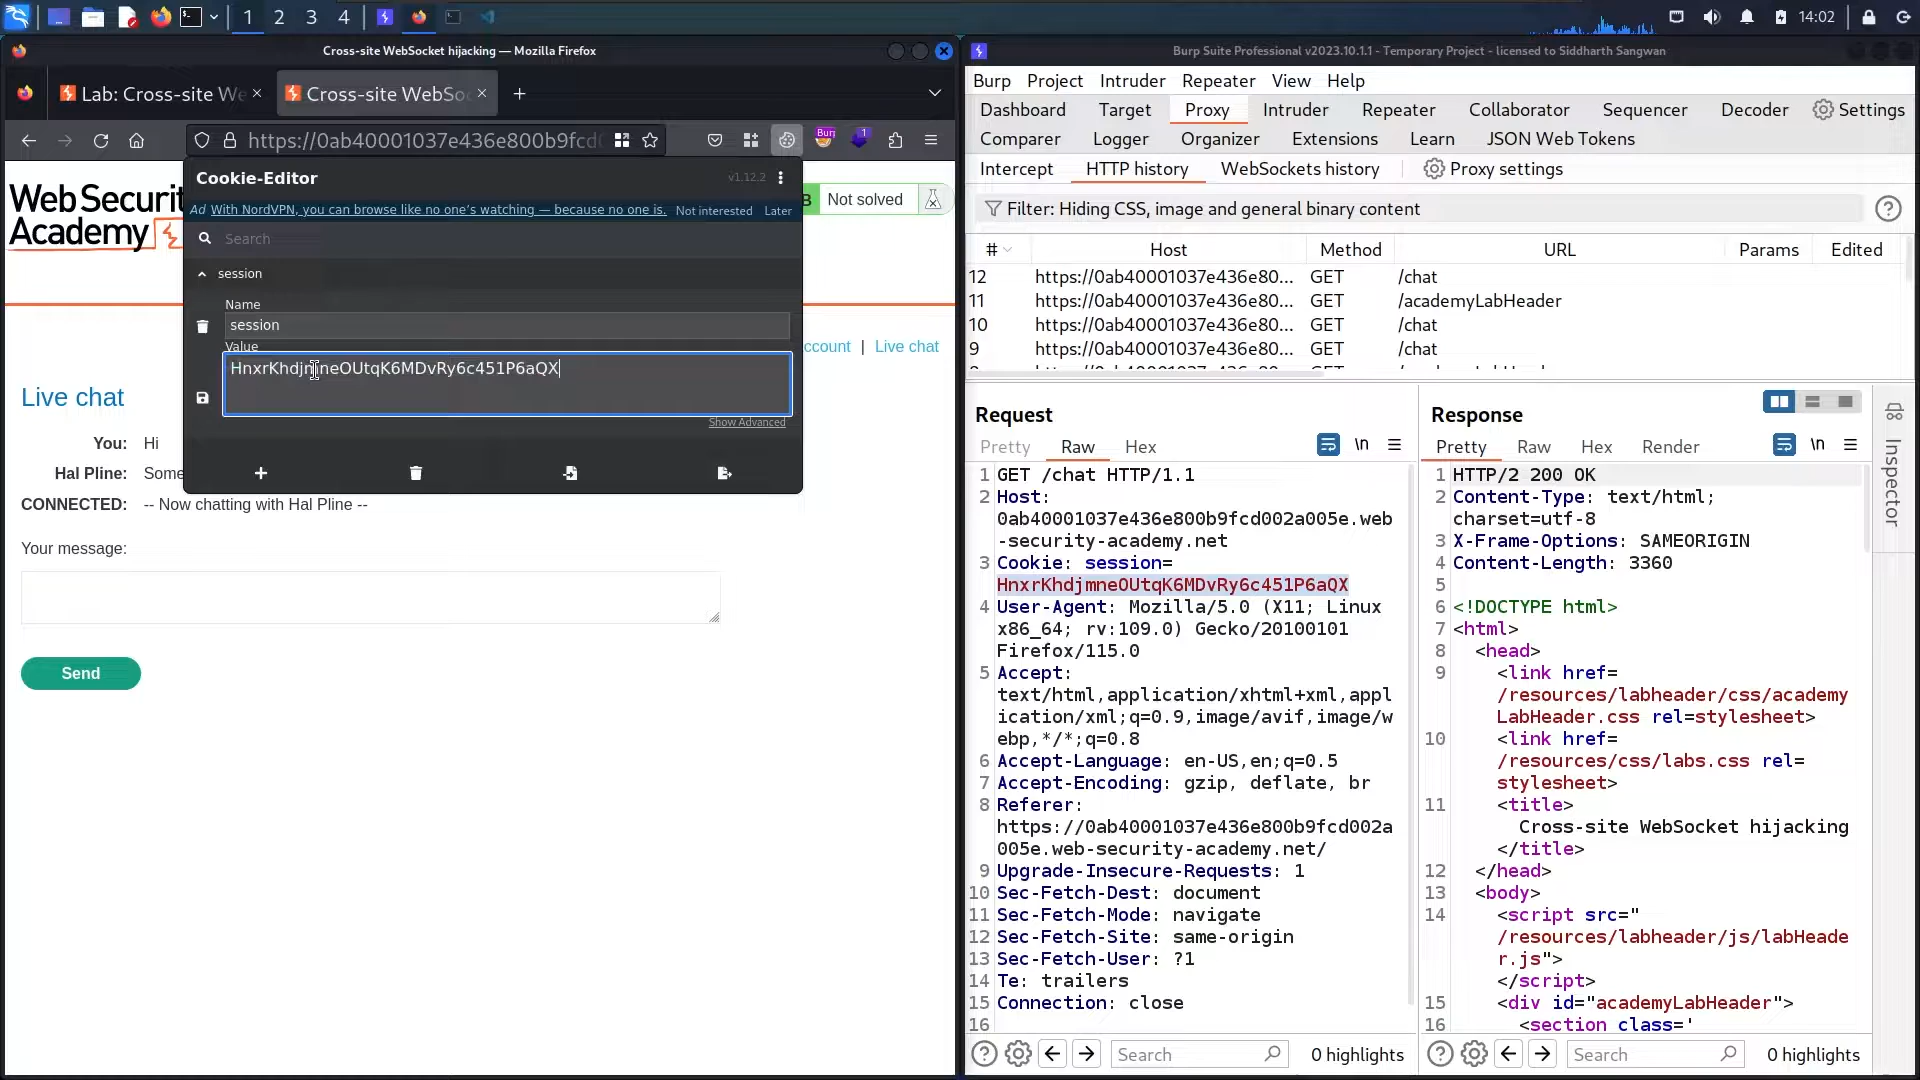 1 2 3 4
14:02
Cross-site WebSocket hijacking — Mozilla Firefox
Lab: Cross-site We
Cross-site WebSoc
https://0ab40001037e436e800b9fcd0
1
Web Securit
Academy
Not solved
ccount | Live chat
Cookie-Editor
v1.12.2
Ad With NordVPN, you can browse like no one's watching — because no one is. Not interested Later
Search
session
Name
session
Value
HnxrKhdjmneOUtqK6MDvRy6c451P6aQX
Show Advanced
Live chat
You: Hi
Hal Pline: Some
CONNECTED: -- Now chatting with Hal Pline --
Your message:
Send
Burp Suite Professional v2023.10.1.1 - Temporary Project - licensed to Siddharth Sangwan
Burp Project Intruder Repeater View Help
Dashboard Target Proxy Intruder Repeater Collaborator Sequencer Decoder Settings
Comparer Logger Organizer Extensions Learn JSON Web Tokens
Intercept HTTP history WebSockets history Proxy settings
Filter: Hiding CSS, image and general binary content
# Host Method URL Params Edited
12 https://0ab40001037e436e80... GET /chat
11 https://0ab40001037e436e80... GET /academyLabHeader
10 https://0ab40001037e436e80... GET /chat
9 https://0ab40001037e436e80... GET /chat
Request
Pretty Raw Hex \n
1 GET /chat HTTP/1.1
2 Host:
0ab40001037e436e800b9fcd002a005e.web
-security-academy.net
3 Cookie: session=
HnxrKhdjmneOUtqK6MDvRy6c451P6aQX
4 User-Agent: Mozilla/5.0 (X11; Linux
x86_64; rv:109.0) Gecko/20100101
Firefox/115.0
5 Accept:
text/html,application/xhtml+xml,appl
ication/xml;q=0.9,image/avif,image/w
ebp,*/*;q=0.8
6 Accept-Language: en-US,en;q=0.5
7 Accept-Encoding: gzip, deflate, br
8 Referer:
https://0ab40001037e436e800b9fcd002a
005e.web-security-academy.net/
9 Upgrade-Insecure-Requests: 1
10 Sec-Fetch-Dest: document
11 Sec-Fetch-Mode: navigate
12 Sec-Fetch-Site: same-origin
13 Sec-Fetch-User: ?1
14 Te: trailers
15 Connection: close
16
Search
0 highlights
Response
Pretty Raw Hex Render \n
1 HTTP/2 200 OK
2 Content-Type: text/html;
charset=utf-8
3 X-Frame-Options: SAMEORIGIN
4 Content-Length: 3360
5
6 <!DOCTYPE html>
7 <html>
8 <head>
9 <link href=
/resources/labheader/css/academy
LabHeader.css rel=stylesheet>
10 <link href=
/resources/css/labs.css rel=
stylesheet>
11 <title>
Cross-site WebSocket hijacking
</title>
12 </head>
13 <body>
14 <script src="
/resources/labheader/js/labHeade
r.js">
</script>
15 <div id="academyLabHeader">
16 <section class='
Search
0 highlights
Inspector